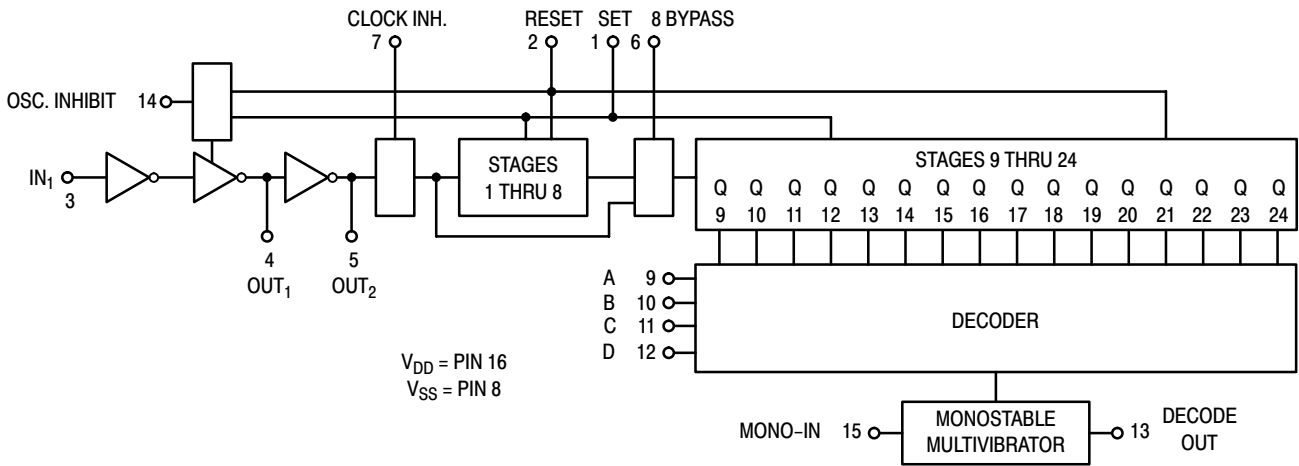 CLOCK INH.
7
RESET
2
SET
1
8 BYPASS
6
OSC. INHIBIT 14
IN1
3
4
OUT1
5
OUT2
STAGES
1 THRU 8
STAGES 9 THRU 24
Q Q Q Q Q Q Q Q Q Q Q Q Q Q Q Q
9 10 11 12 13 14 15 16 17 18 19 20 21 22 23 24
A 9
B 10
C 11
D 12
DECODER
VDD = PIN 16
VSS = PIN 8
MONO–IN 15
MONOSTABLE
MULTIVIBRATOR
13 DECODE
OUT